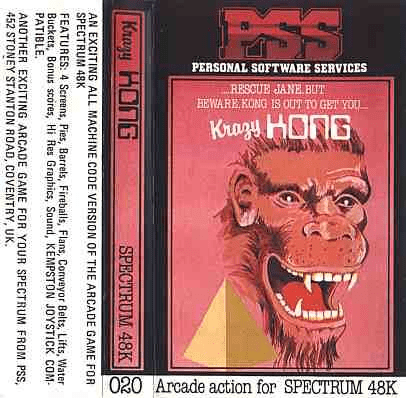 AN EXCITING ALL MACHINE CODE VERSION OF THE ARCADE GAME FOR
SPECTRUM 48K
FEATURES: 4 Screens, Pies, Barrels, Fireballs, Flans, Conveyor Belts, Lifts, Water
Buckets, Bonus scores, Hi Res Graphics, Sound, KEMPSTON JOYSTICK COM-
PATIBLE.
ANOTHER EXCITING ARCADE GAME FOR YOUR SPECTRUM FROM PSS,
452 STONEY STANTON ROAD, COVENTRY, U.K.
Krazy KONG
SPECTRUM 48K
020
PSS
PERSONAL SOFTWARE SERVICES
....RESCUE JANE, BUT
BEWARE, KONG IS OUT TO GET YOU....
Krazy KONG
Arcade action for SPECTRUM 48K